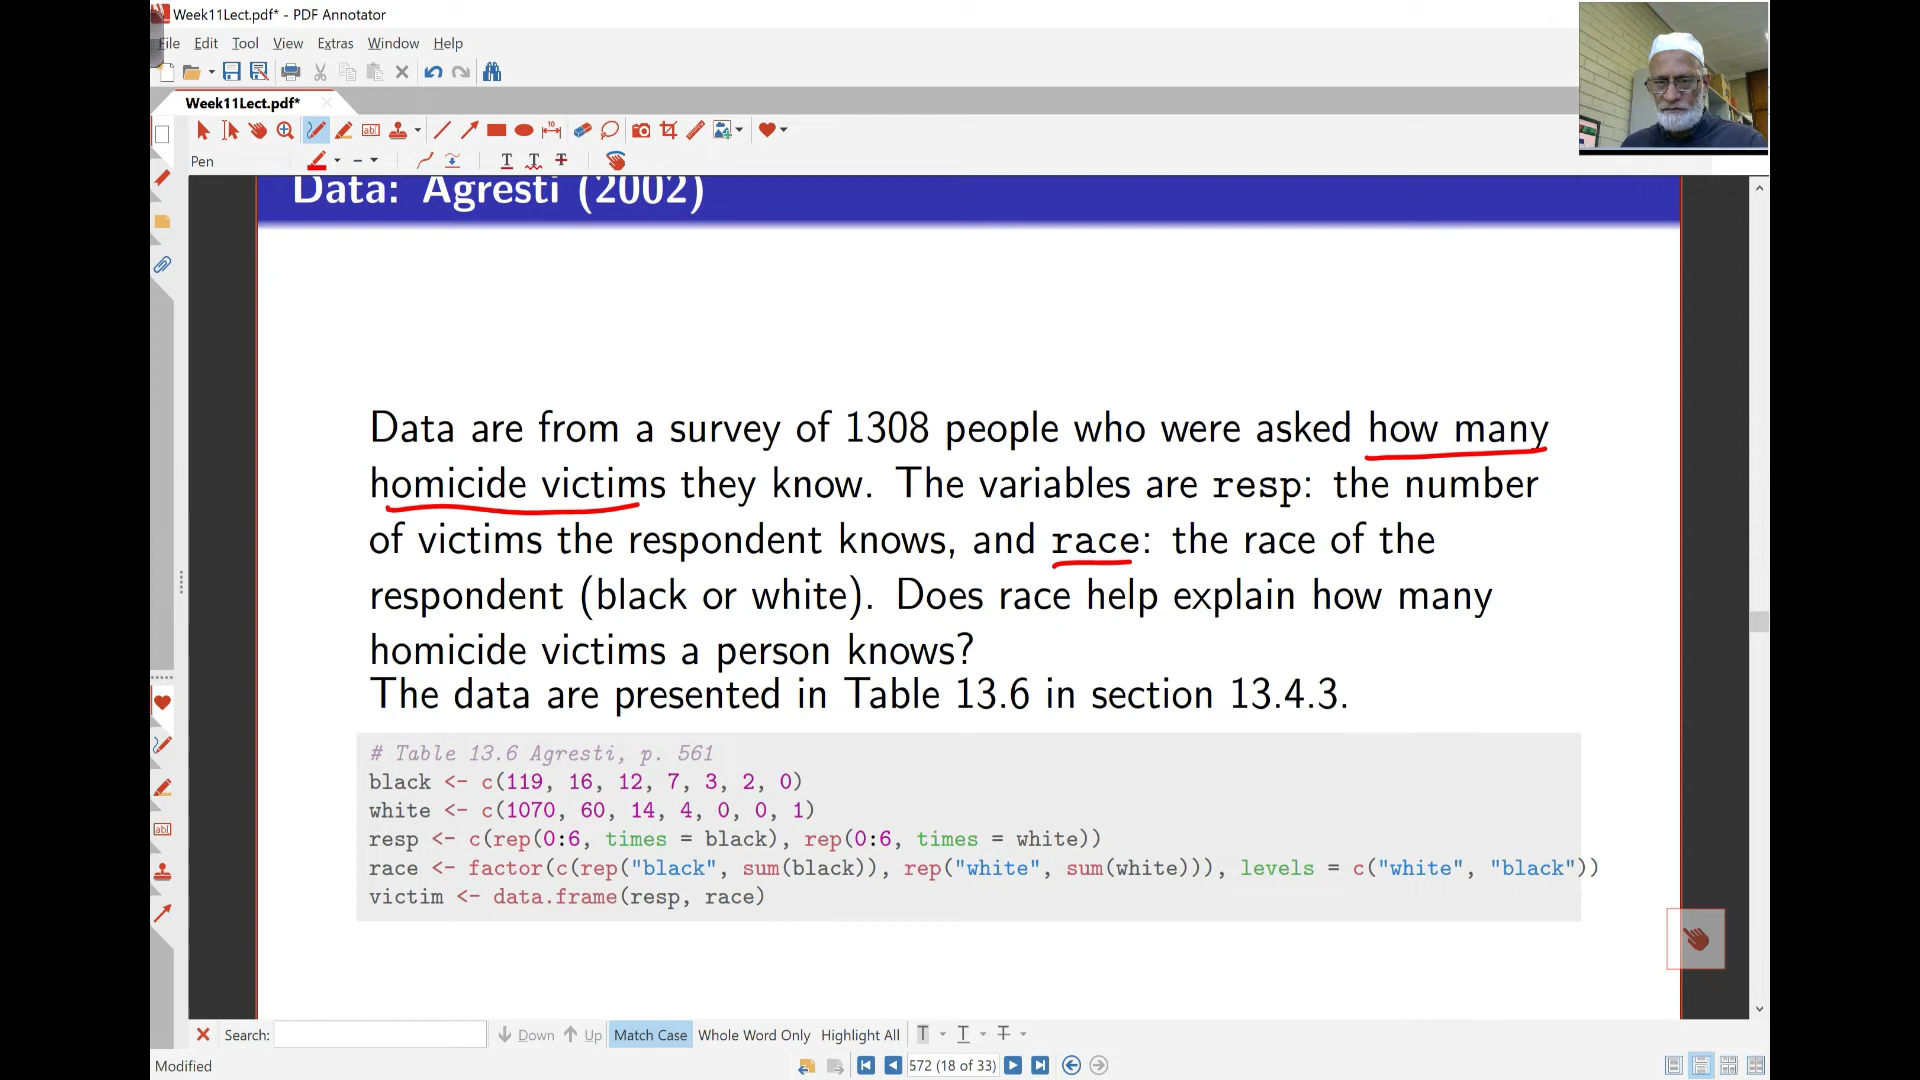 Week11Lect.pdf* - PDF Annotator
File Edit Tool View Extras Window Help
Week11Lect.pdf*
Pen
Data: Agresti (2002)
Data are from a survey of 1308 people who were asked how many
homicide victims they know. The variables are resp: the number
of victims the respondent knows, and race: the race of the
respondent (black or white). Does race help explain how many
homicide victims a person knows?
The data are presented in Table 13.6 in section 13.4.3.
# Table 13.6 Agresti, p. 561
black <- c(119, 16, 12, 7, 3, 2, 0)
white <- c(1070, 60, 14, 4, 0, 0, 1)
resp <- c(rep(0:6, times = black), rep(0:6, times = white))
race <- factor(c(rep("black", sum(black)), rep("white", sum(white))), levels = c("white", "black"))
victim <- data.frame(resp, race)
Search: Down Up Match Case Whole Word Only Highlight All
Modified
572 (18 of 33)